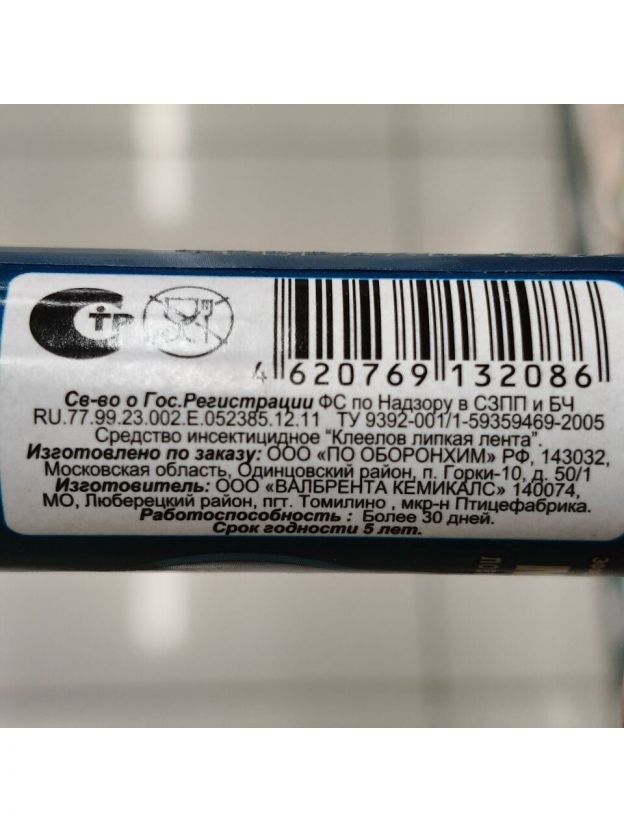 СТР
4 620769 132086
Св-во о Гос.Регистрации ФС по Надзору в СЗПП и БЧ
RU.77.99.23.002.Е.052385.12.11 ТУ 9392-001/1-59359469-2005
Средство инсектицидное "Клеелов липкая лента".
Изготовлено по заказу: ООО «ПО ОБОРОНХИМ» РФ, 143032,
Московская область, Одинцовский район, п. Горки-10, д. 50/1
Изготовитель: ООО «ВАЛБРЕНТА КЕМИКАЛС» 140074,
МО, Люберецкий район, пгт. Томилино , мкр-н Птицефабрика.
Работоспособность : Более 30 дней.
Срок годности 5 лет.